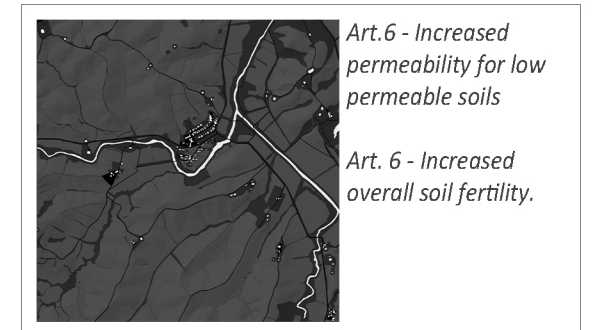 Art.6 - Increased
permeability for low
permeable soils
Art. 6 - Increased
overall soil fertility.